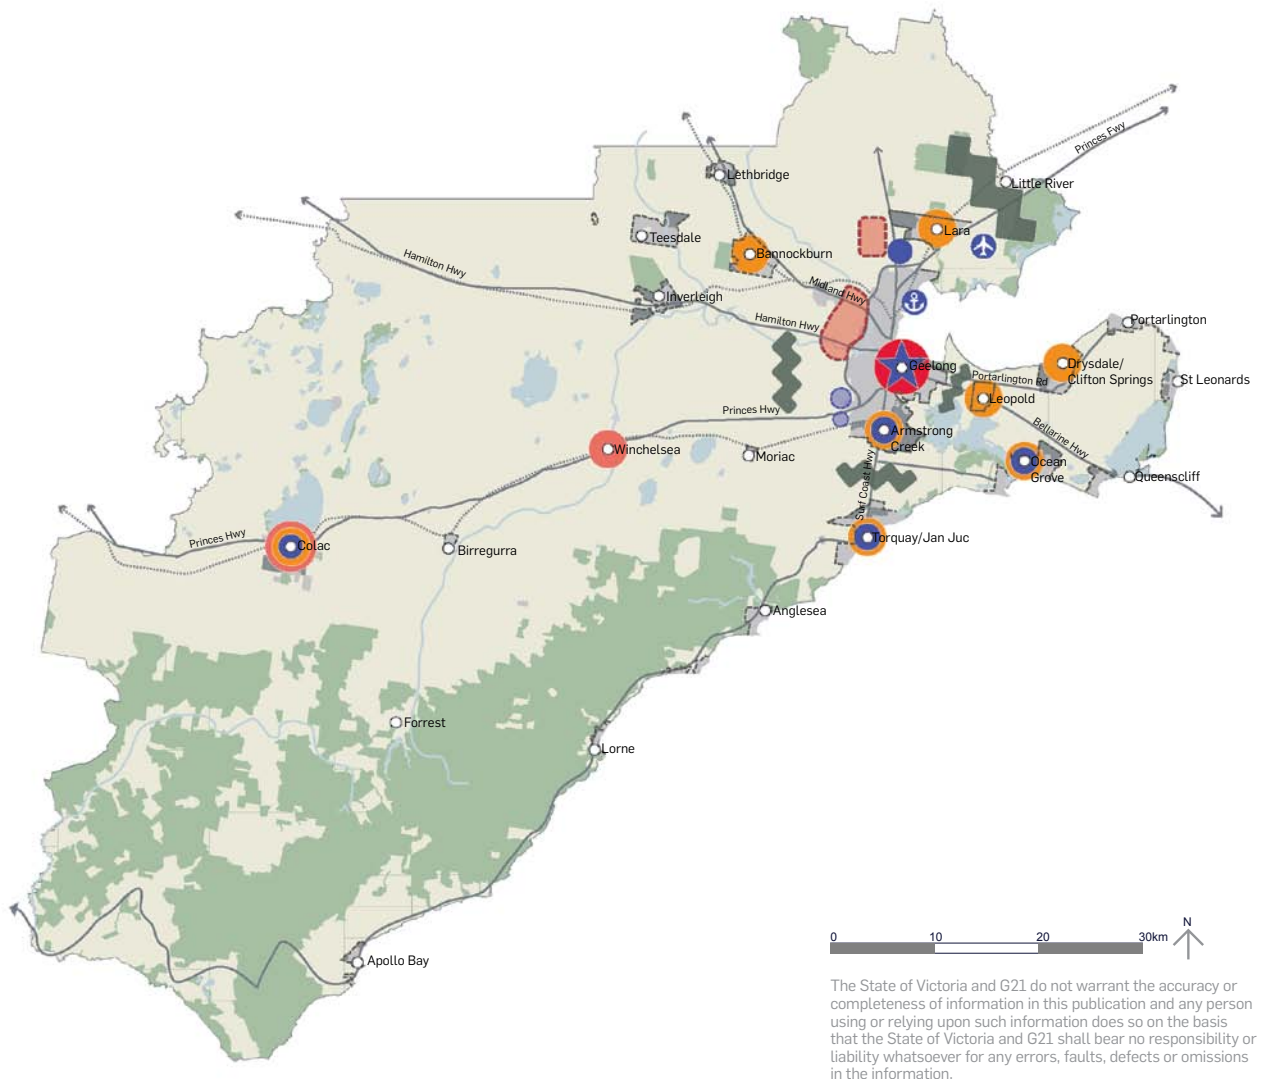 Princes Fwy
Lethbridge
Little River
Teesdale
Lara
Bannockburn
Hamilton Hwy
Inverleigh
Midland Hwy
Hamilton Hwy
Portarlington
Geelong
Drysdale/
Clifton Springs
Portarlington Rd
St Leonards
Leopold
Princes Hwy
Armstrong
Creek
Bellarine Hwy
Winchelsea
Moriac
Ocean
Grove
Queenscliff
Surf Coast Hwy
Princes Hwy
Colac
Birregurra
Torquay/Jan Juc
Anglesea
Forrest
Lorne
Apollo Bay
N
0 10 20 30km
The State of Victoria and G21 do not warrant the accuracy or
completeness of information in this publication and any person
using or relying upon such information does so on the basis
that the State of Victoria and G21 shall bear no responsibility or
liability whatsoever for any errors, faults, defects or omissions
in the information.